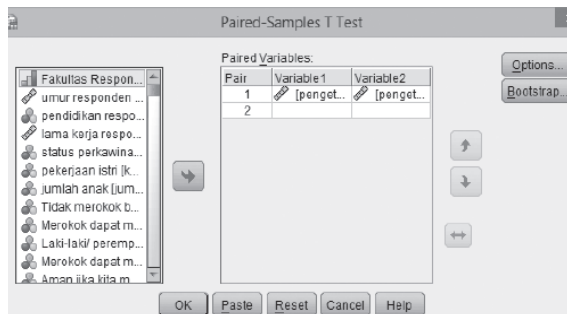 Paired-Samples T Test
Paired Variables:
Fakultas Respon...
umur responden ...
pendidikan respo...
lama kerja respo...
status perkawina...
pekerjaan istri [k...
jumlah anak [jum...
Tidak merokok b...
Merokok dapat m...
Laki-laki/ peremp...
Merokok dapat m...
Aman jika kita m...
Pair Variable1 Variable2
1 [penget... [penget...
2
Options...
Bootstrap...
OK Paste Reset Cancel Help